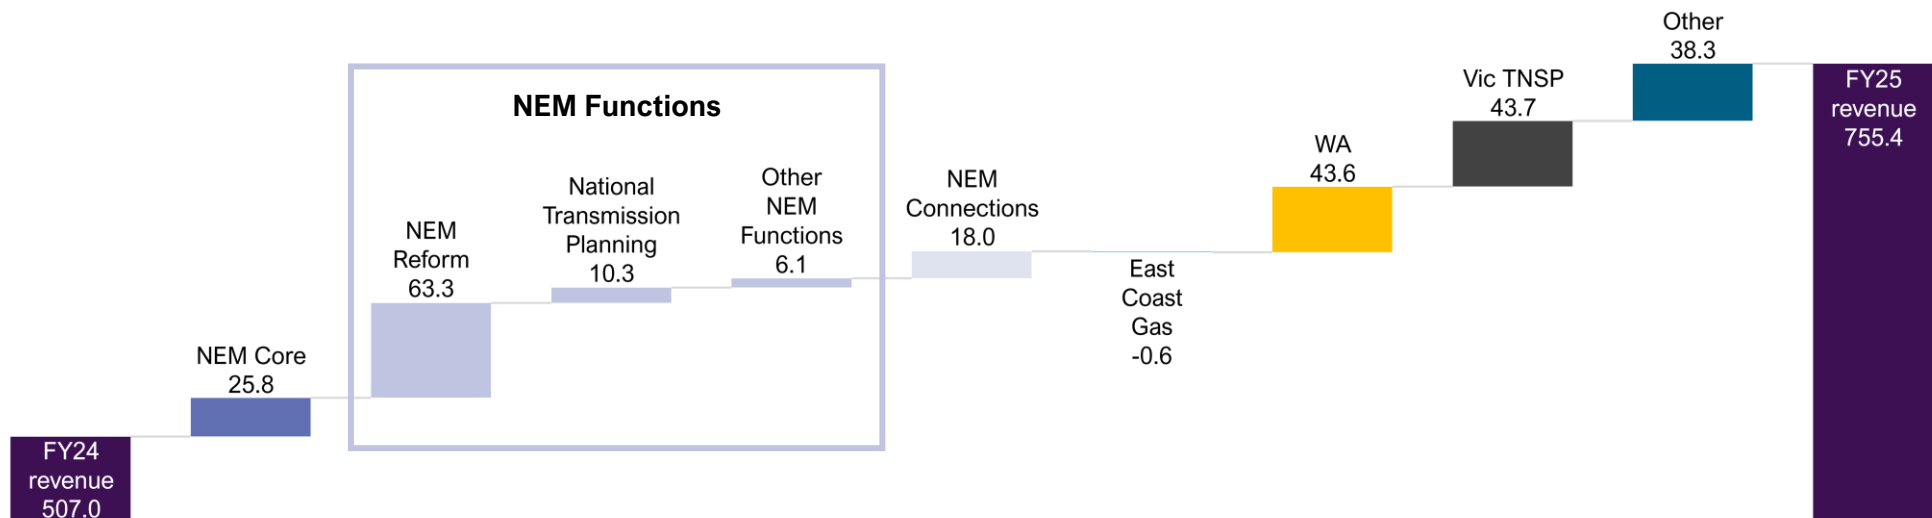 NEM Functions
FY24
revenue
507.0
NEM Core
25.8
NEM
Reform
63.3
National
Transmission
Planning
10.3
Other
NEM
Functions
6.1
NEM
Connections
18.0
East
Coast
Gas
-0.6
WA
43.6
Vic TNSP
43.7
Other
38.3
FY25
revenue
755.4